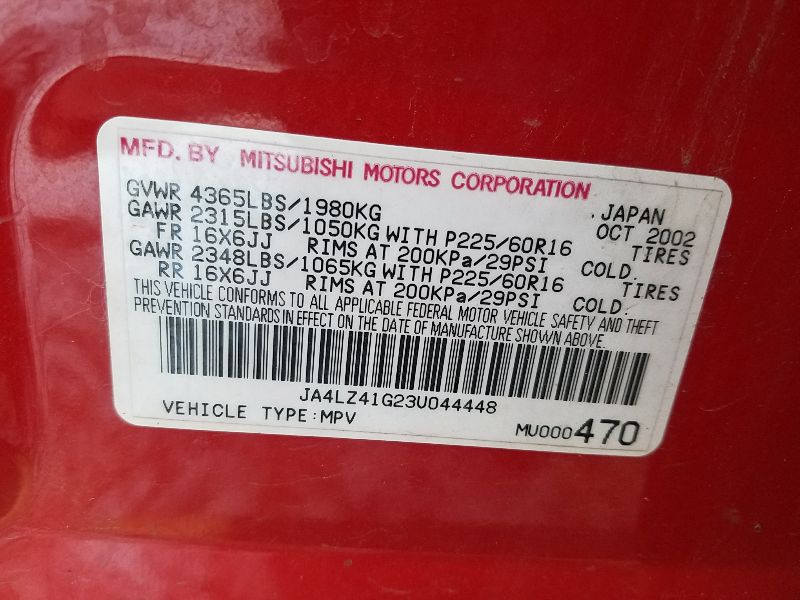 MFD. BY MITSUBISHI MOTORS CORPORATION
GVWR 4365LBS/1980KG JAPAN
GAWR 2315LBS/1050KG WITH P225/60R16 OCT 2002
FR 16X6JJ RIMS AT 200KPa/29PSI TIRES COLD.
GAWR 2348LBS/1065KG WITH P225/60R16 TIRES
RR 16X6JJ RIMS AT 200KPa/29PSI COLD.
THIS VEHICLE CONFORMS TO ALL APPLICABLE FEDERAL MOTOR VEHICLE SAFETY AND THEFT
PREVENTION STANDARDS IN EFFECT ON THE DATE OF MANUFACTURE SHOWN ABOVE.
JA4LZ41G23U044448
VEHICLE TYPE:MPV MU000470